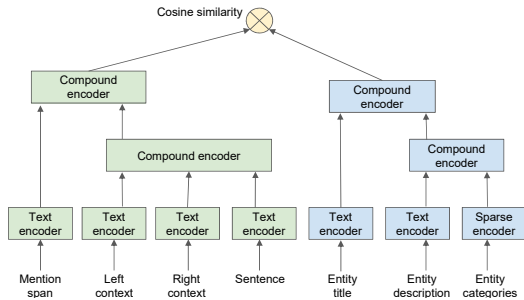 Cosine similarity
Compound
encoder
Compound
encoder
Compound encoder
Compound
encoder
Text
encoder
Text
encoder
Text
encoder
Text
encoder
Text
encoder
Text
encoder
Sparse
encoder
Mention
span
Left
context
Right
context
Sentence
Entity
title
Entity
description
Entity
categories